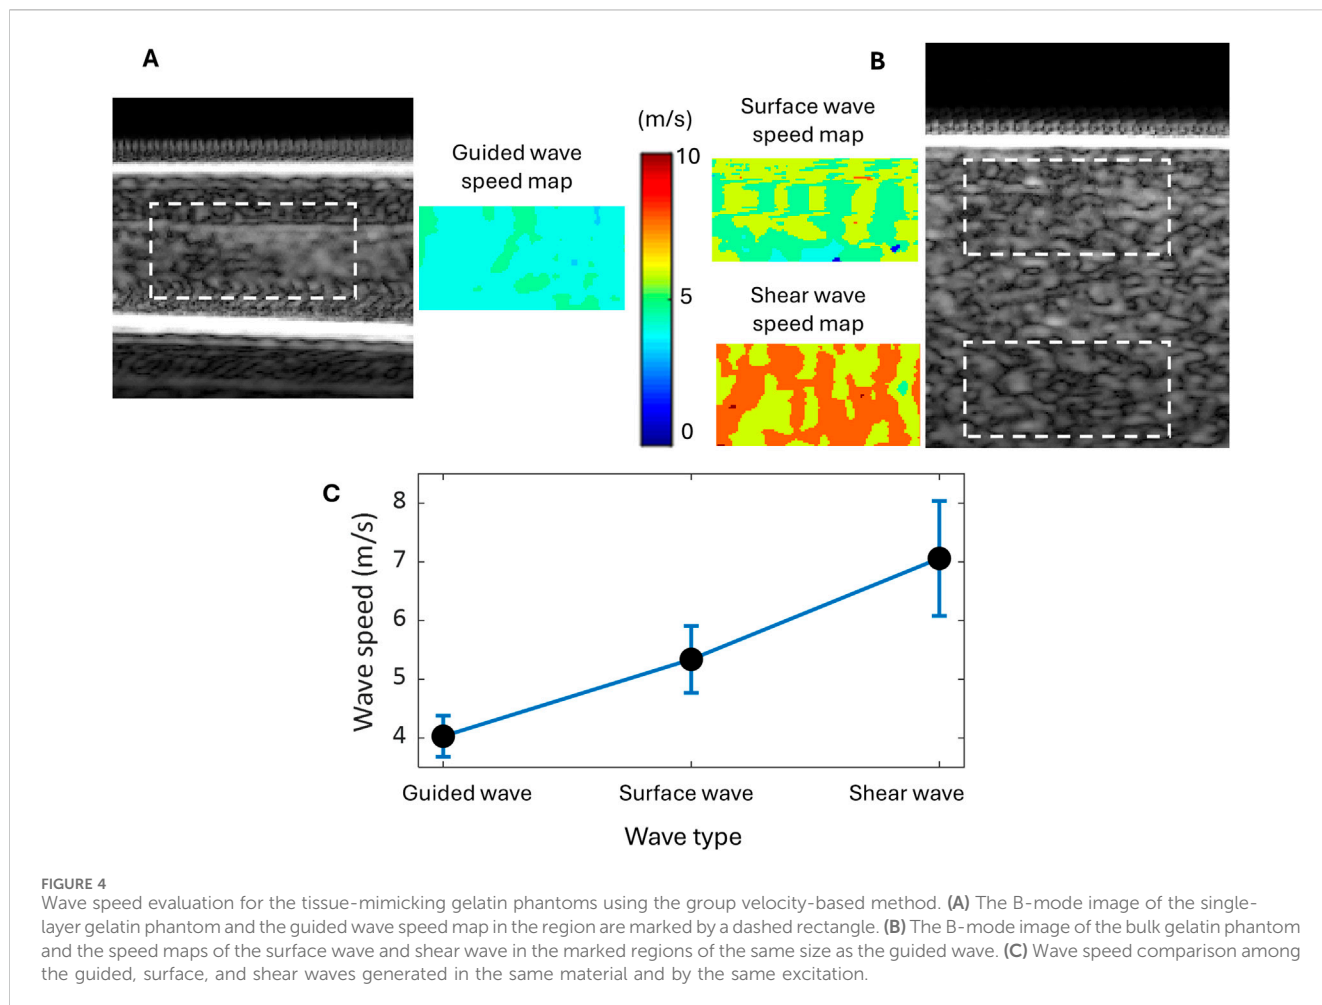 A
Guided wave
speed map
(m/s)
10
5
0
Surface wave
speed map
Shear wave
speed map
B
C
Wave speed (m/s)
8
7
6
5
4
Guided wave
Surface wave
Shear wave
Wave type
FIGURE 4
Wave speed evaluation for the tissue-mimicking gelatin phantoms using the group velocity-based method. (A) The B-mode image of the single-
layer gelatin phantom and the guided wave speed map in the region are marked by a dashed rectangle. (B) The B-mode image of the bulk gelatin phantom
and the speed maps of the surface wave and shear wave in the marked regions of the same size as the guided wave. (C) Wave speed comparison among
the guided, surface, and shear waves generated in the same material and by the same excitation.